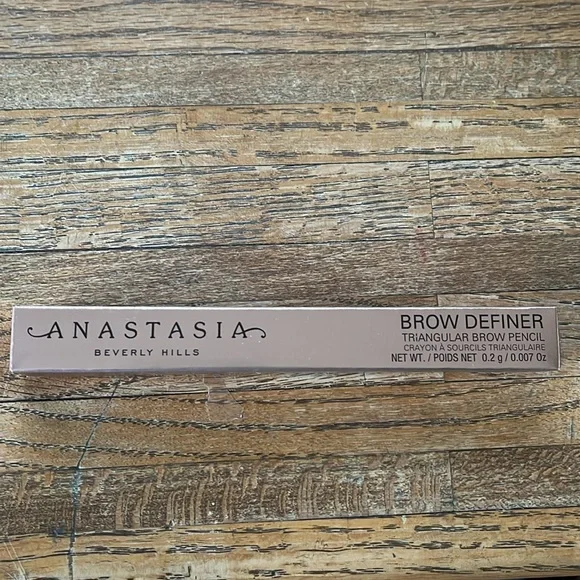 ANASTASIA
BEVERLY HILLS
BROW DEFINER
TRIANGULAR BROW PENCIL
CRAYON À SOURCILS TRIANGULAIRE
NET WT. / POIDS NET 0.2 g / 0.007 Oz